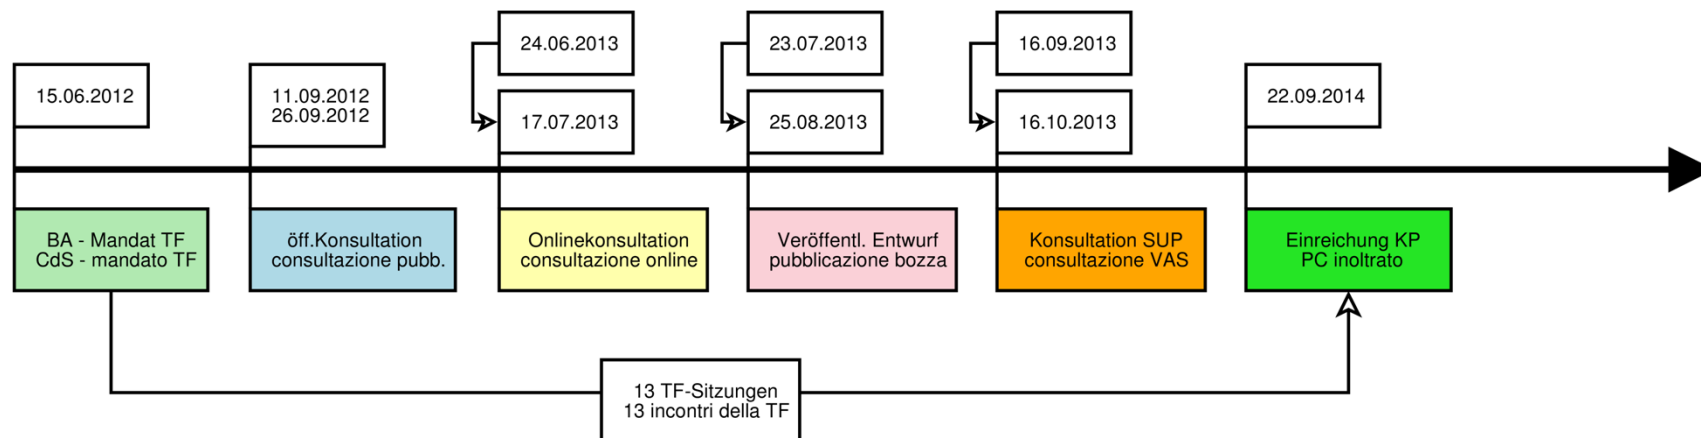 24.06.2013
23.07.2013
16.09.2013
15.06.2012
11.09.2012
26.09.2012
17.07.2013
25.08.2013
16.10.2013
22.09.2014
BA - Mandat TF
CdS - mandato TF
öff.Konsultation
consultazione pubb.
Onlinekonsultation
consultazione online
Veröffentl. Entwurf
pubblicazione bozza
Konsultation SUP
consultazione VAS
Einreichung KP
PC inoltrato
13 TF-Sitzungen
13 incontri della TF